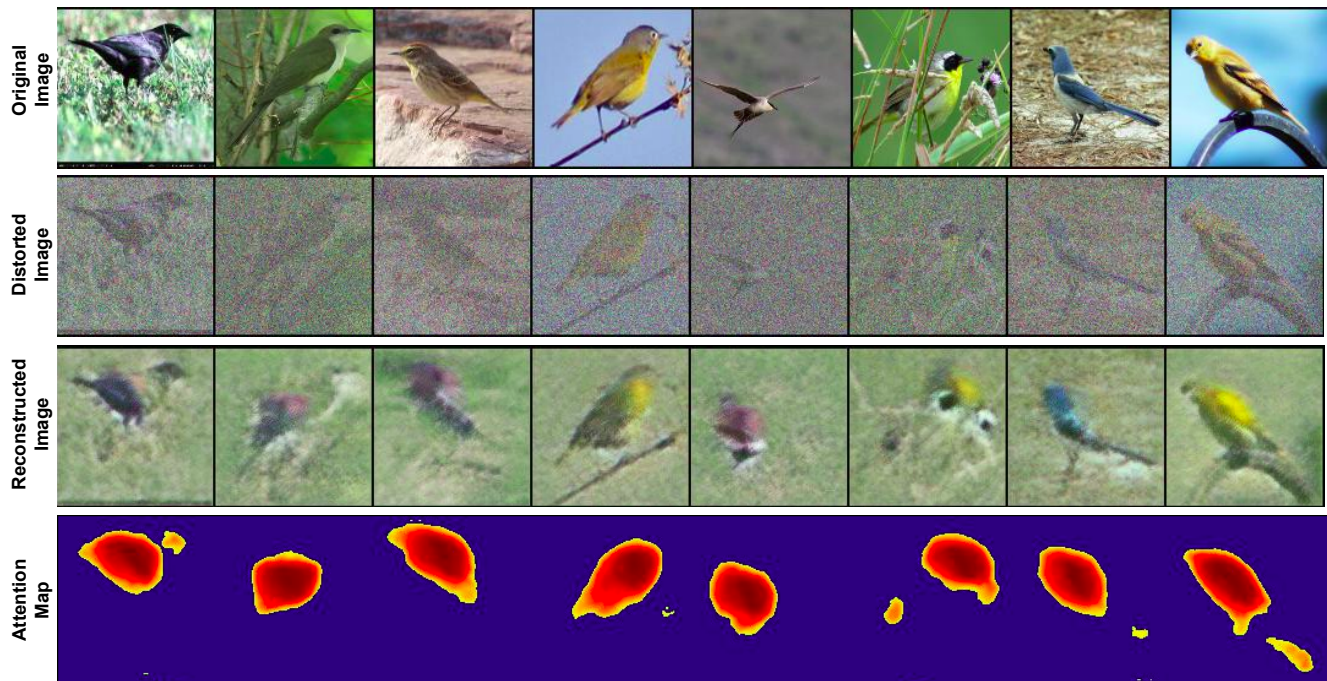 Original
Image
Distorted
Image
Reconstructed
Image
Attention
Map